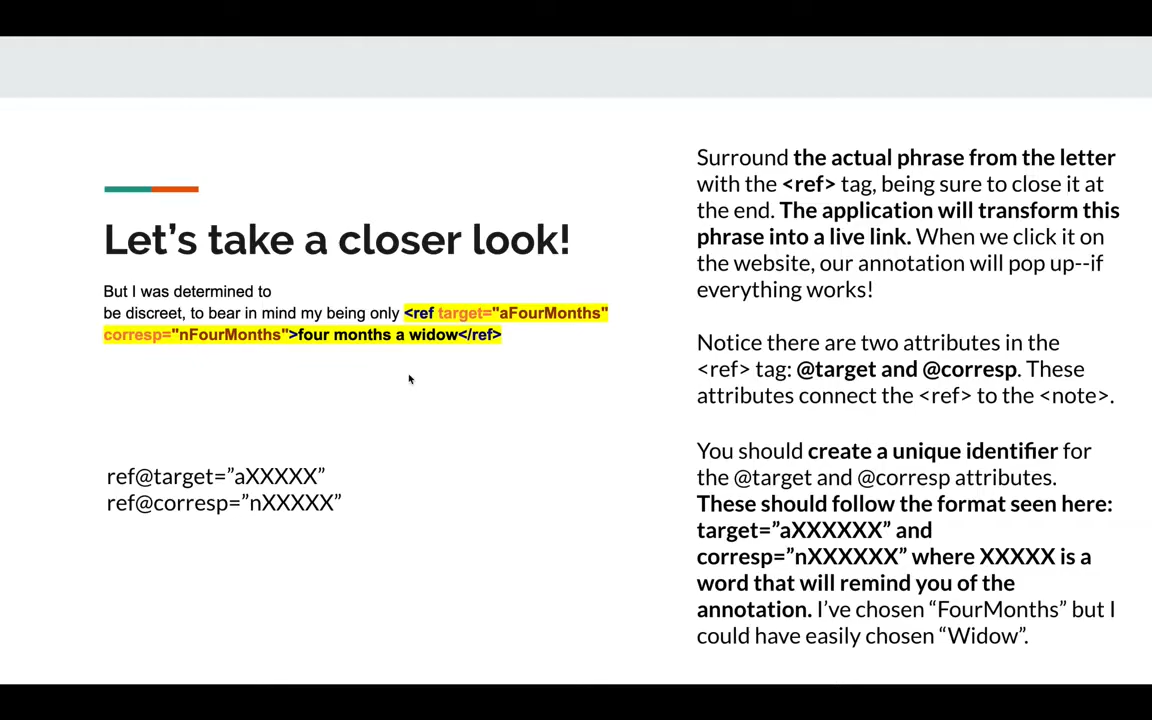 Let's take a closer look!
But I was determined to
be discreet, to bear in mind my being only <ref target="aFourMonths"
corresp="nFourMonths">four months a widow</ref>
ref@target=”aXXXXX”
ref@corresp=”nXXXXX”
Surround the actual phrase from the letter
with the <ref> tag, being sure to close it at
the end. The application will transform this
phrase into a live link. When we click it on
the website, our annotation will pop up--if
everything works!
Notice there are two attributes in the
<ref> tag: @target and @corresp. These
attributes connect the <ref> to the <note>.
You should create a unique identifier for
the @target and @corresp attributes.
These should follow the format seen here:
target=”aXXXXXX” and
corresp=”nXXXXXX” where XXXXX is a
word that will remind you of the
annotation. I’ve chosen “FourMonths” but I
could have easily chosen “Widow”.